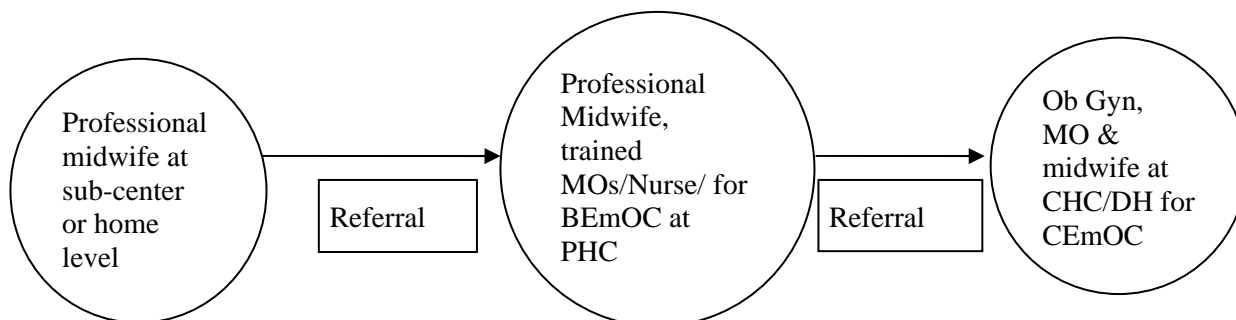 Professional
midwife at
sub-center
or home
level
Referral
Professional
Midwife,
trained
MOs/Nurse/ for
BEmOC at
PHC
Referral
Ob Gyn,
MO &
midwife at
CHC/DH for
CEmOC